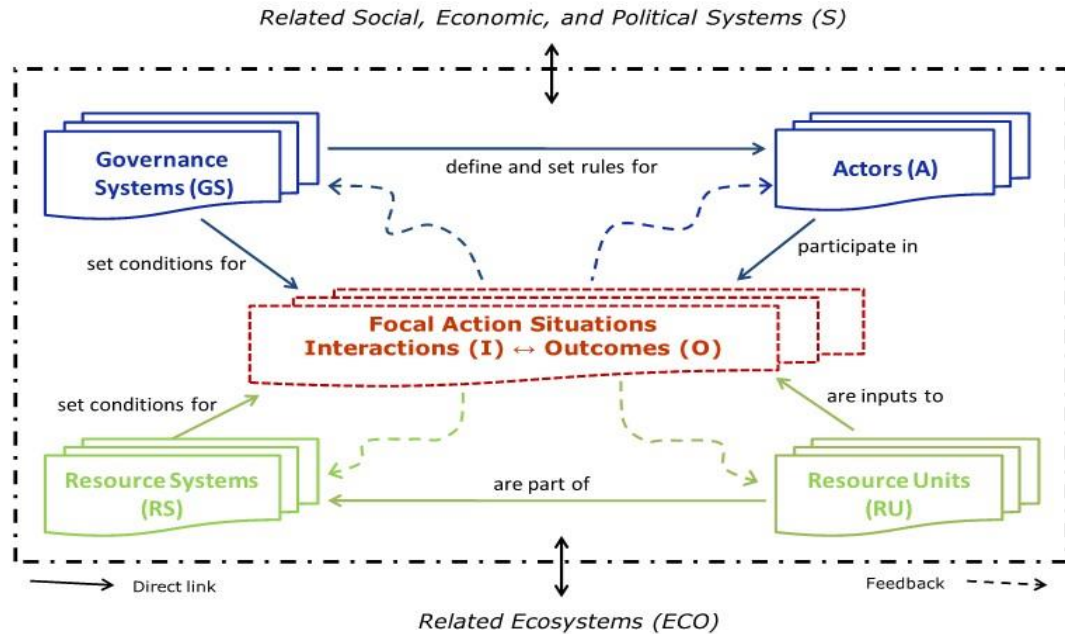 Related Social, Economic, and Political Systems (S)
Governance
Systems (GS)
define and set rules for
Actors (A)
set conditions for
participate in
Focal Action Situations
Interactions (I) ↔ Outcomes (O)
set conditions for
are inputs to
Resource Systems
(RS)
are part of
Resource Units
(RU)
Direct link
Feedback
Related Ecosystems (ECO)